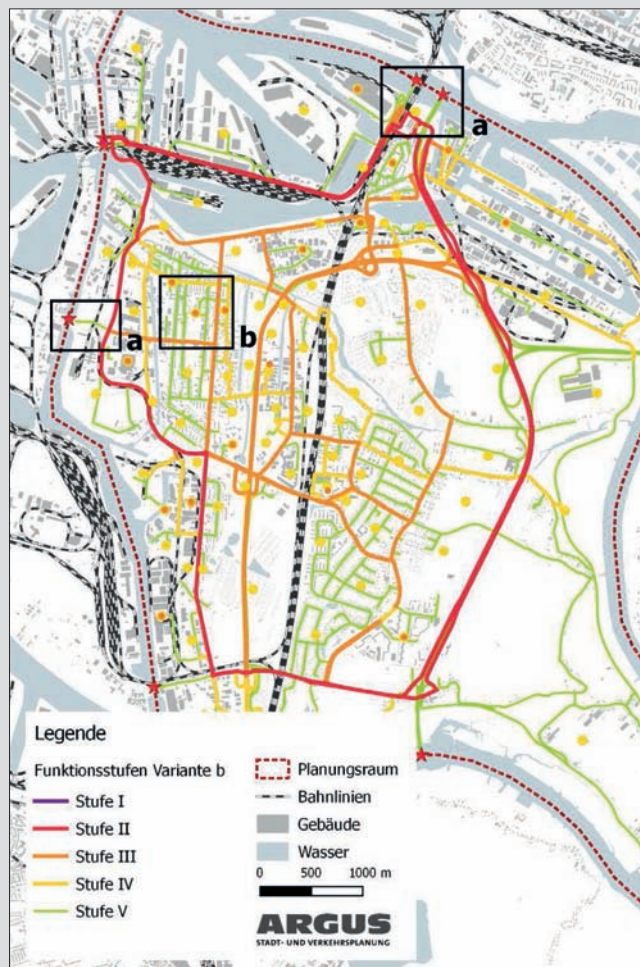 a
a
b
Legende
Funktionsstufen Variante b
Stufe I
Stufe II
Stufe III
Stufe IV
Stufe V
Planungsraum
Bahnlinien
Gebäude
Wasser
0 500 1000 m
ARGUS
STADT- UND VERKEHRSPLANUNG